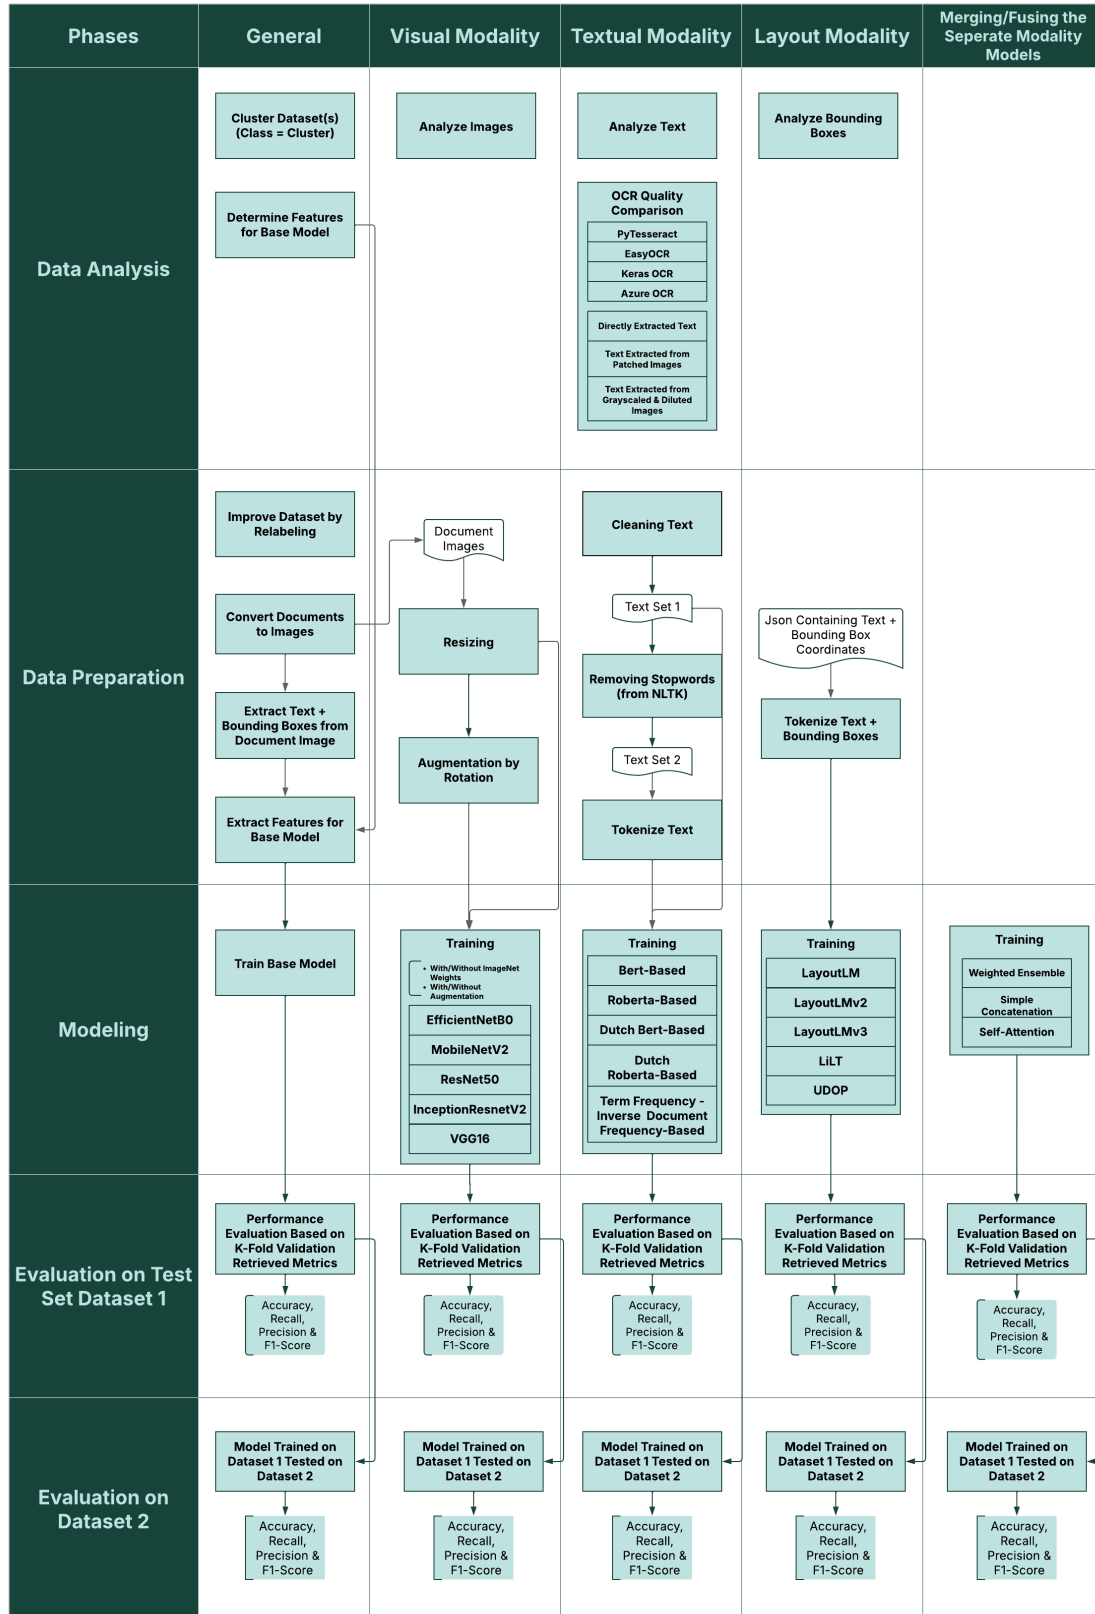 Phases
General
Visual Modality
Textual Modality
Layout Modality
Merging/Fusing the
Seperate Modality
Models
Data Analysis
Cluster Dataset(s)
(Class = Cluster)
Determine Features
for Base Model
Analyze Images
Analyze Text
OCR Quality
Comparison
PyTesseract
EasyOCR
Keras OCR
Azure OCR
Directly Extracted Text
Text Extracted from
Patched Images
Text Extracted from
Grayscaled & Diluted
Images
Analyze Bounding
Boxes
Data Preparation
Improve Dataset by
Relabeling
Convert Documents
to Images
Extract Text +
Bounding Boxes from
Document Image
Extract Features for
Base Model
Document
Images
Resizing
Augmentation by
Rotation
Cleaning Text
Text Set 1
Removing Stopwords
(from NLTK)
Text Set 2
Tokenize Text
Json Containing Text +
Bounding Box
Coordinates
Tokenize Text +
Bounding Boxes
Modeling
Train Base Model
Training
• With/Without ImageNet
Weights
• With/Without
Augmentation
EfficientNetB0
MobileNetV2
ResNet50
InceptionResnetV2
VGG16
Training
Bert-Based
Roberta-Based
Dutch Bert-Based
Dutch
Roberta-Based
Term Frequency -
Inverse Document
Frequency-Based
Training
LayoutLM
LayoutLMv2
LayoutLMv3
LiLT
UDOP
Training
Weighted Ensemble
Simple
Concatenation
Self-Attention
Evaluation on Test
Set Dataset 1
Performance
Evaluation Based on
K-Fold Validation
Retrieved Metrics
Accuracy,
Recall,
Precision &
F1-Score
Performance
Evaluation Based on
K-Fold Validation
Retrieved Metrics
Accuracy,
Recall,
Precision &
F1-Score
Performance
Evaluation Based on
K-Fold Validation
Retrieved Metrics
Accuracy,
Recall,
Precision &
F1-Score
Performance
Evaluation Based on
K-Fold Validation
Retrieved Metrics
Accuracy,
Recall,
Precision &
F1-Score
Performance
Evaluation Based on
K-Fold Validation
Retrieved Metrics
Accuracy,
Recall,
Precision &
F1-Score
Evaluation on
Dataset 2
Model Trained on
Dataset 1 Tested on
Dataset 2
Accuracy,
Recall,
Precision &
F1-Score
Model Trained on
Dataset 1 Tested on
Dataset 2
Accuracy,
Recall,
Precision &
F1-Score
Model Trained on
Dataset 1 Tested on
Dataset 2
Accuracy,
Recall,
Precision &
F1-Score
Model Trained on
Dataset 1 Tested on
Dataset 2
Accuracy,
Recall,
Precision &
F1-Score
Model Trained on
Dataset 1 Tested on
Dataset 2
Accuracy,
Recall,
Precision &
F1-Score